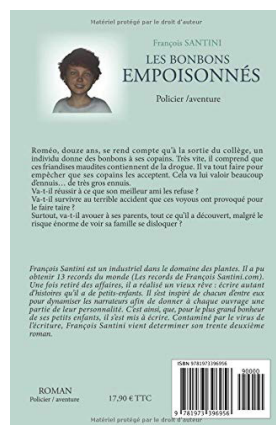 Matériel protégé par le droit d'auteur
François SANTINI
LES BONBONS
EMPOISONNÉS
Policier /aventure
Roméo, douze ans, se rend compte qu'à la sortie du collège, un
individu donne des bonbons à ses copains. Très vite, il comprend que
ces friandises maudites contiennent de la drogue. Il va tout faire pour
empêcher que ses copains les acceptent. Cela va lui valoir beaucoup
d'ennuis… de très gros ennuis.
Va-t-il réussir à ce que son meilleur ami les refuse ?
Va-t-il survivre au terrible accident que ces voyous ont provoqué pour
le faire taire ?
Surtout, va-t-il avouer à ses parents, tout ce qu'il a découvert, malgré le
risque énorme de voir sa famille se disloquer ?
François Santini est un industriel dans le domaine des plantes. Il a pu
obtenir 13 records du monde (Les records de François Santini.com).
Une fois retiré des affaires, il a réalisé un vieux rêve : écrire autant
d'histoires qu'il a de petits-enfants. Il s'est inspiré de chacun d'entre eux
pour dynamiser les narrateurs afin de donner à chaque ouvrage une
partie de leur personnalité. C'est ainsi, que, pour le plus grand bonheur
de ses petits enfants, il s'est mis à écrire. Contaminé par le virus de
l'écriture, François Santini vient determiner son trente deuxième
roman.
ROMAN
Policier / aventure
17,90 € TTC
ISBN 9781973396956
90000
9 781973 396956
Matériel protégé par le droit d'auteur